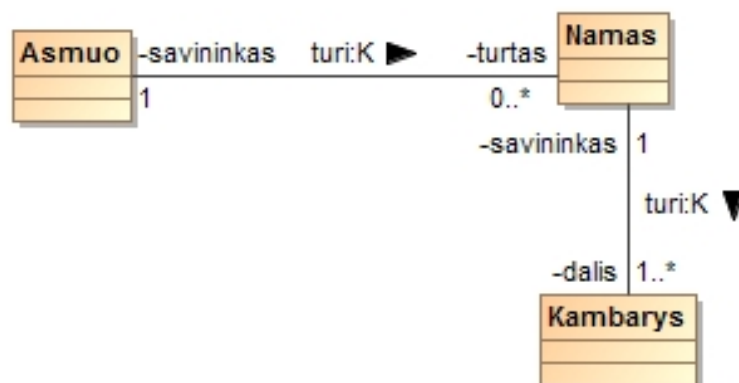 Asmuo -savininkas turi:K -turtas Namas
1 0..*
-savininkas 1
turi:K
-dalis 1..*
Kambarys